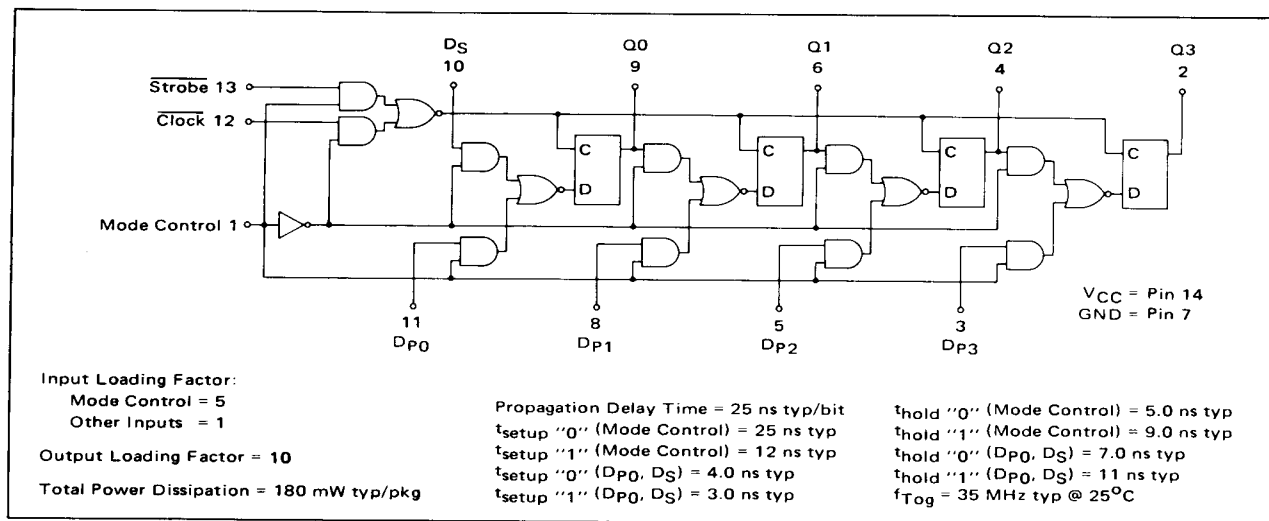 DS Q0 Q1 Q2 Q3
10 9 6 4 2
Strobe 13
Clock 12
C C C C
D D D D
Mode Control 1
VCC = Pin 14
GND = Pin 7
11 8 5 3
DP0 DP1 DP2 DP3
Input Loading Factor:
Mode Control = 5
Other Inputs = 1
Output Loading Factor = 10
Total Power Dissipation = 180 mW typ/pkg
Propagation Delay Time = 25 ns typ/bit
tsetup "0" (Mode Control) = 25 ns typ
tsetup "1" (Mode Control) = 12 ns typ
tsetup "0" (DP0, DS) = 4.0 ns typ
tsetup "1" (DP0, DS) = 3.0 ns typ
thold "0" (Mode Control) = 5.0 ns typ
thold "1" (Mode Control) = 9.0 ns typ
thold "0" (DP0, DS) = 7.0 ns typ
thold "1" (DP0, DS) = 11 ns typ
fTog = 35 MHz typ @ 25°C